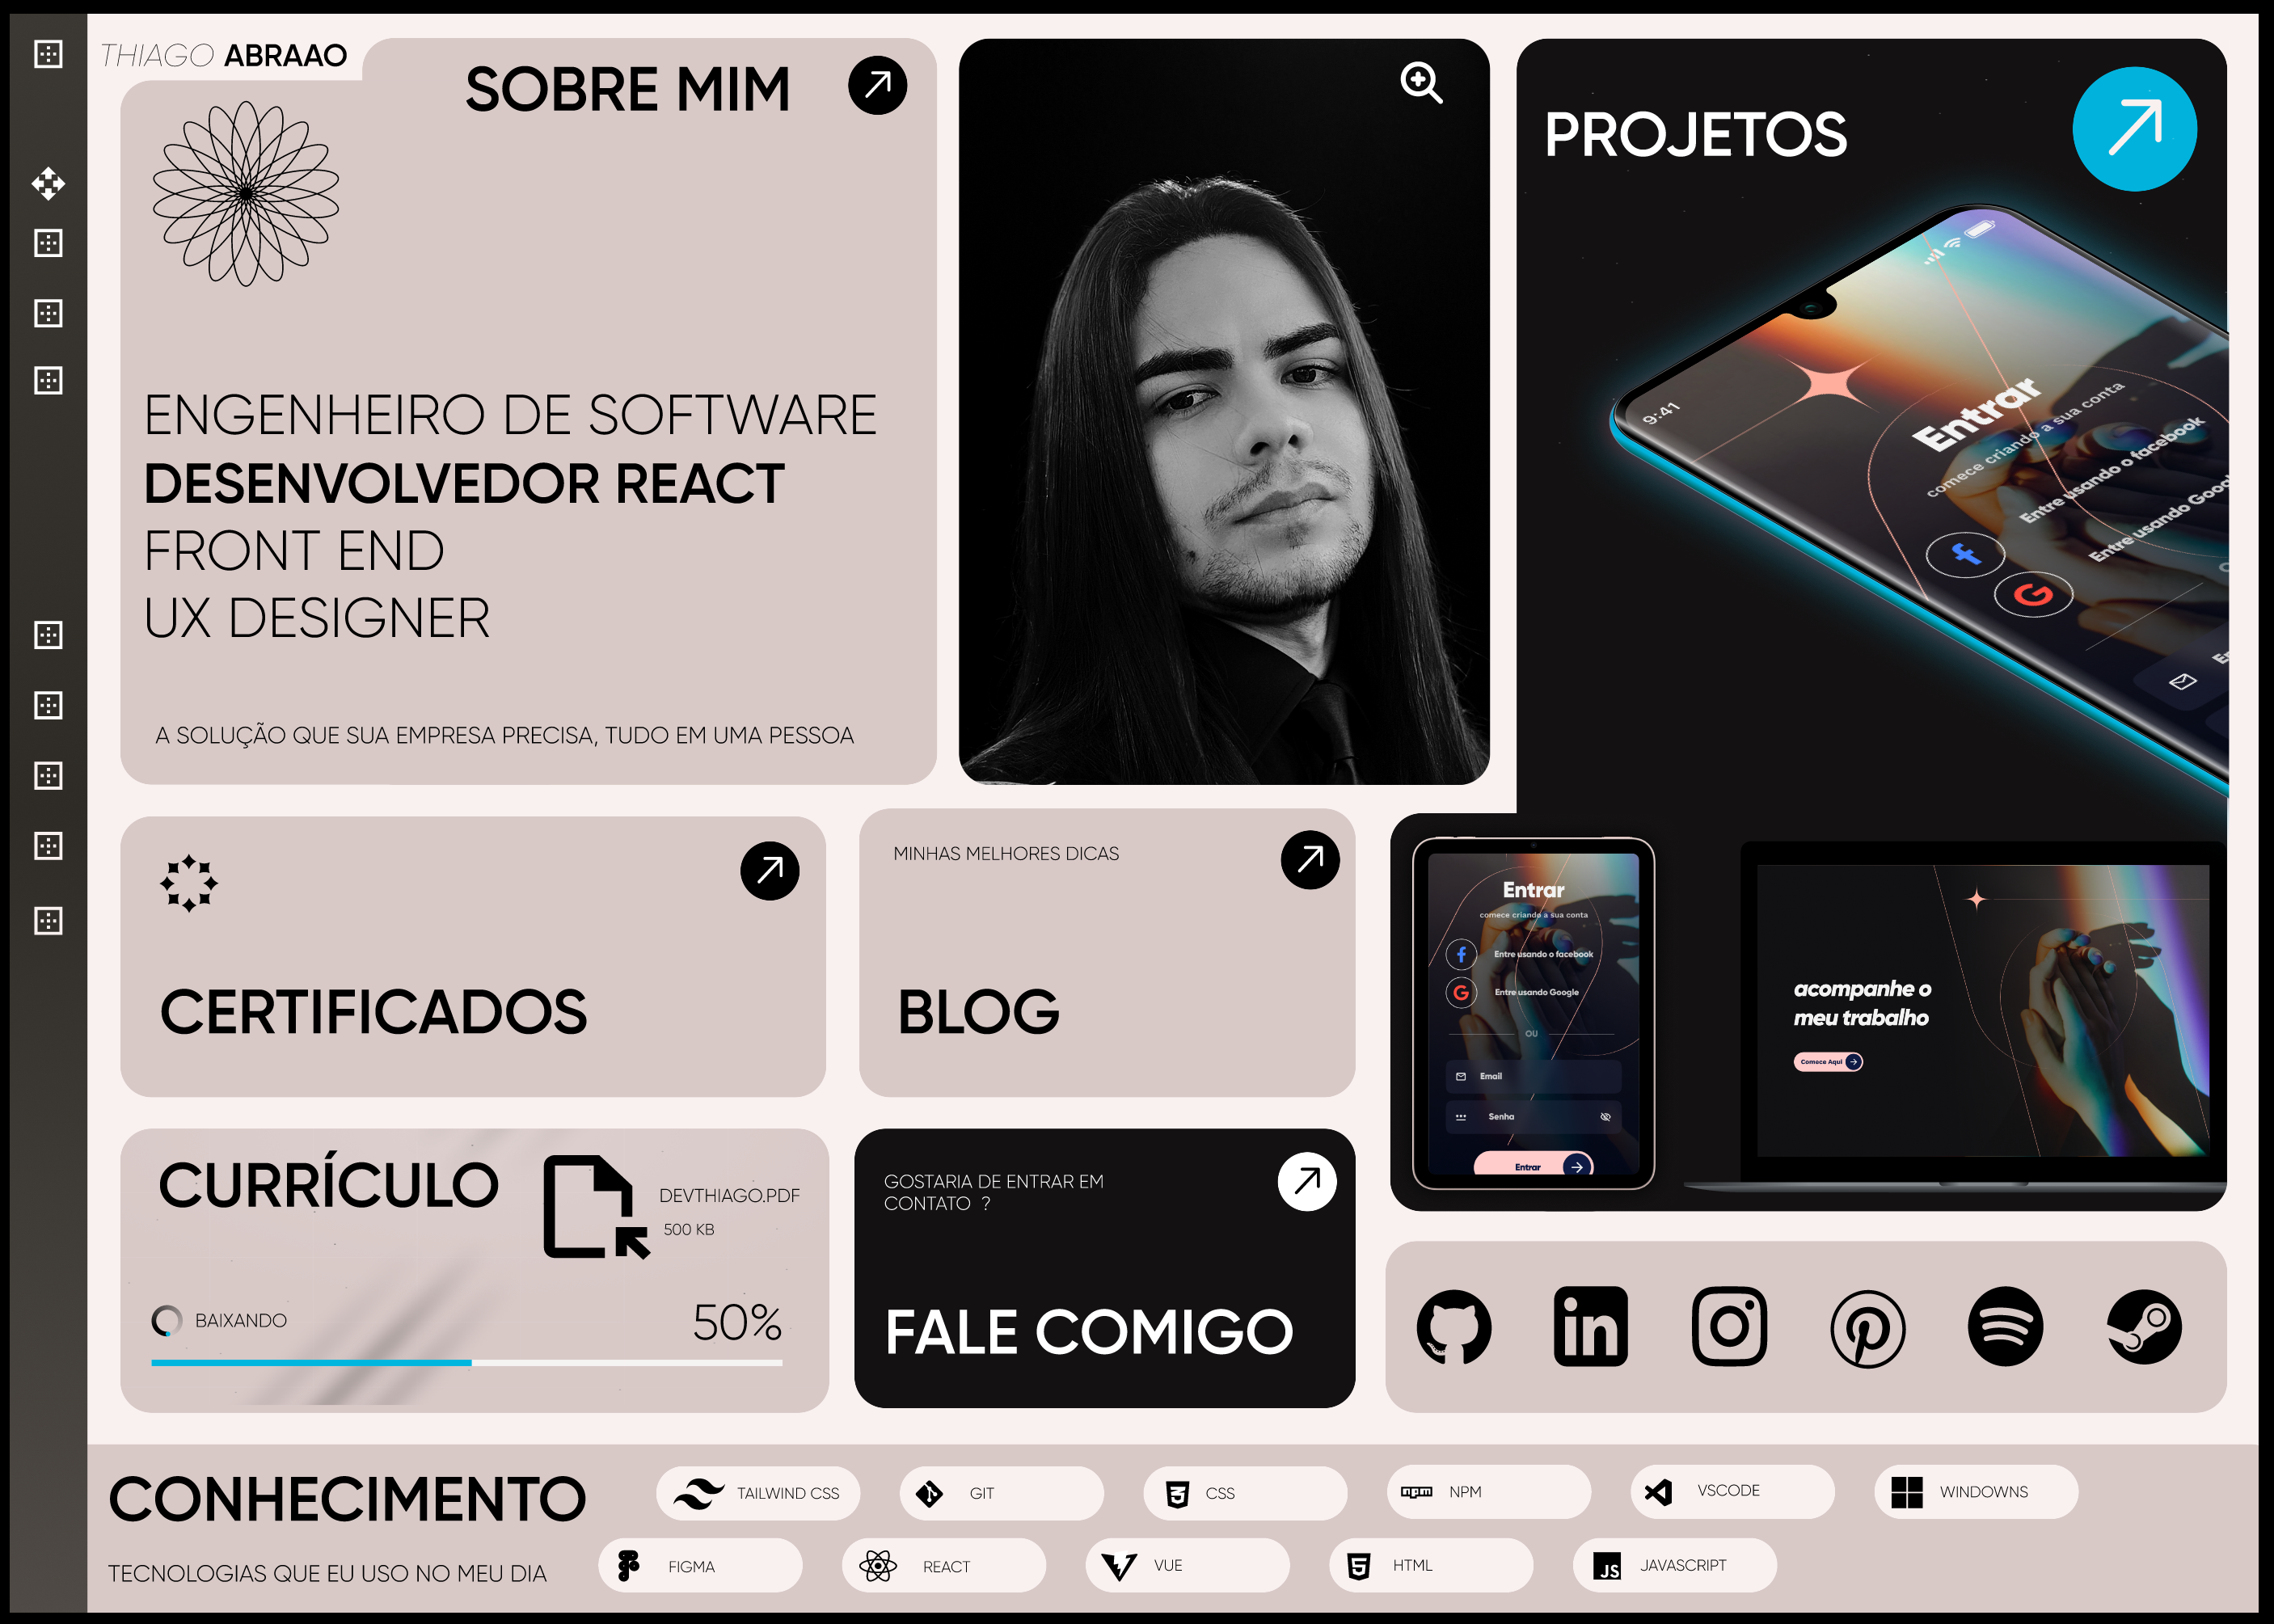 THIAGO ABRAAO
SOBRE MIM
ENGENHEIRO DE SOFTWARE
DESENVOLVEDOR REACT
FRONT END
UX DESIGNER
A SOLUÇÃO QUE SUA EMPRESA PRECISA, TUDO EM UMA PESSOA
PROJETOS
9:41
Entrar
comece criando a sua conta
Entre usando o facebook
Entre usando Goog
CERTIFICADOS
MINHAS MELHORES DICAS
BLOG
Entrar
comece criando a sua conta
Entre usando o facebook
Entre usando Google
OU
Email
Senha
Entrar
acompanhe o
meu trabalho
Comece Aqui
CURRÍCULO
DEVTHIAGO.PDF
500 KB
BAIXANDO
50%
GOSTARIA DE ENTRAR EM
CONTATO ?
FALE COMIGO
in
CONHECIMENTO
TECNOLOGIAS QUE EU USO NO MEU DIA
TAILWIND CSS
GIT
CSS
npm NPM
VSCODE
WINDOWNS
FIGMA
REACT
VUE
HTML
JS JAVASCRIPT